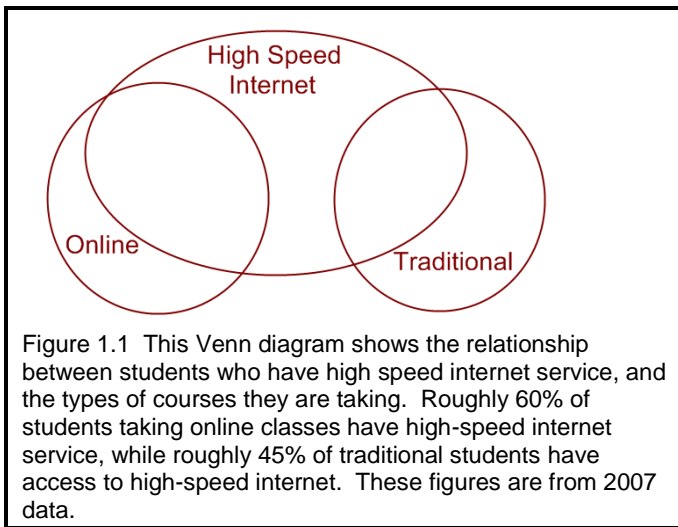 High Speed
Internet
Online
Traditional
Figure 1.1  This Venn diagram shows the relationship
between students who have high speed internet service, and
the types of courses they are taking.  Roughly 60% of
students taking online classes have high-speed internet
service, while roughly 45% of traditional students have
access to high-speed internet.  These figures are from 2007
data.